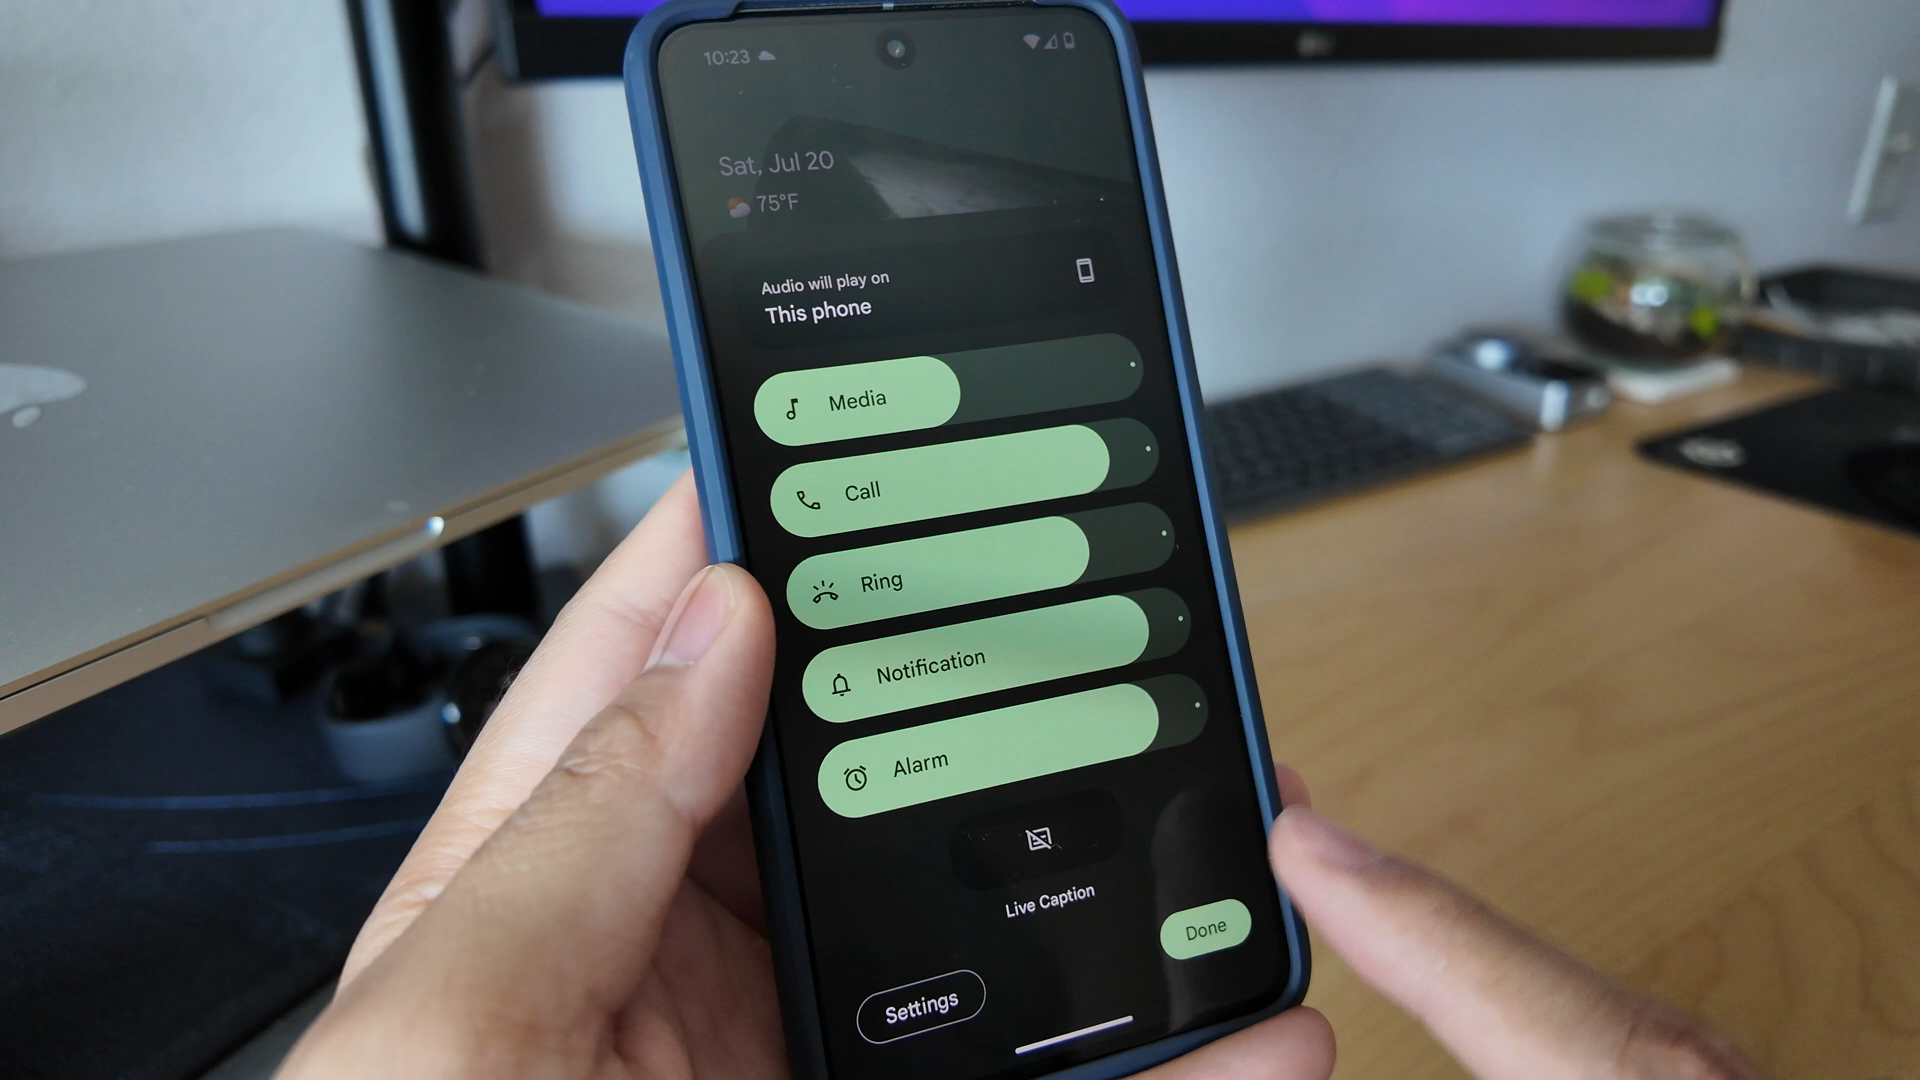 10:23
Sat, Jul 20
75°F
Audio will play on
This phone
Media
Call
Ring
Notification
Alarm
Live Caption
Done
Settings